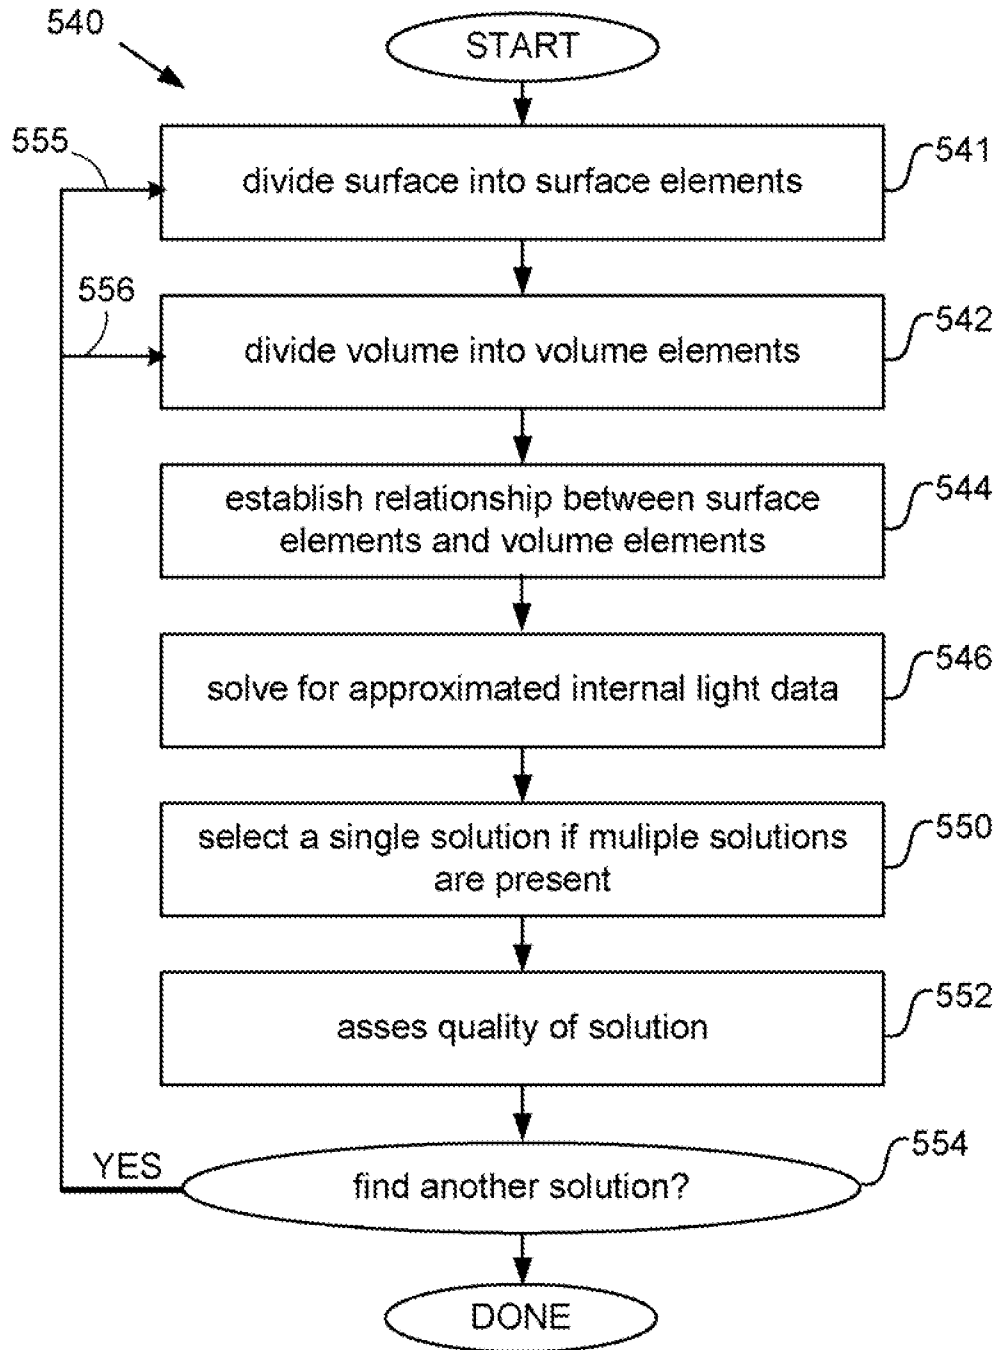 540
START
555
divide surface into surface elements
541
556
divide volume into volume elements
542
establish relationship between surface
elements and volume elements
544
solve for approximated internal light data
546
select a single solution if muliple solutions
are present
550
asses quality of solution
552
YES
find another solution?
554
DONE